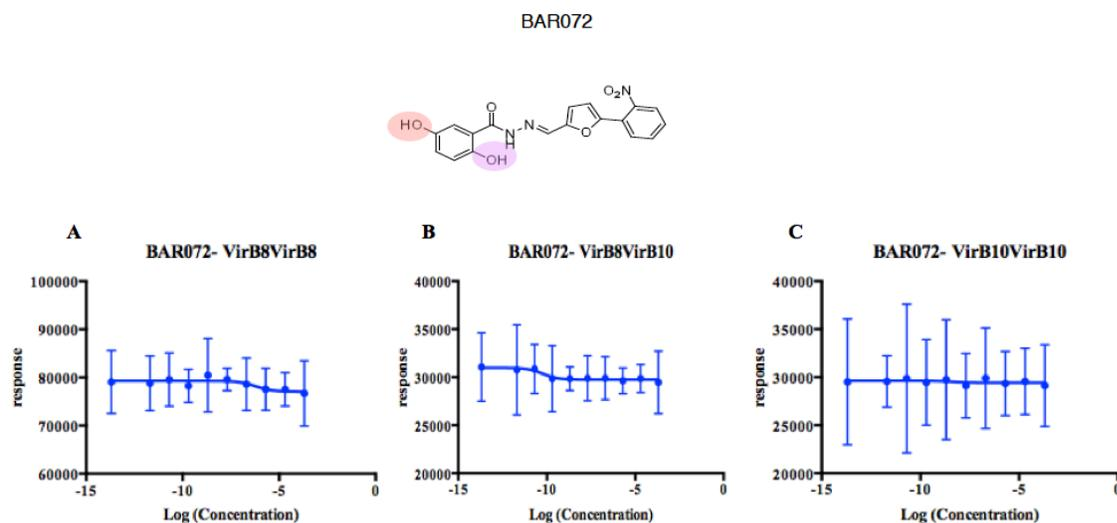 BAR072
O₂N
HO
O
N
N
H
O
OH
A
BAR072- VirB8VirB8
response
100000
90000
80000
70000
60000
-15
-10
-5
0
Log (Concentration)
B
BAR072- VirB8VirB10
response
40000
35000
30000
25000
20000
-15
-10
-5
0
Log (Concentration)
C
BAR072- VirB10VirB10
response
40000
35000
30000
25000
20000
-15
-10
-5
0
Log (Concentration)